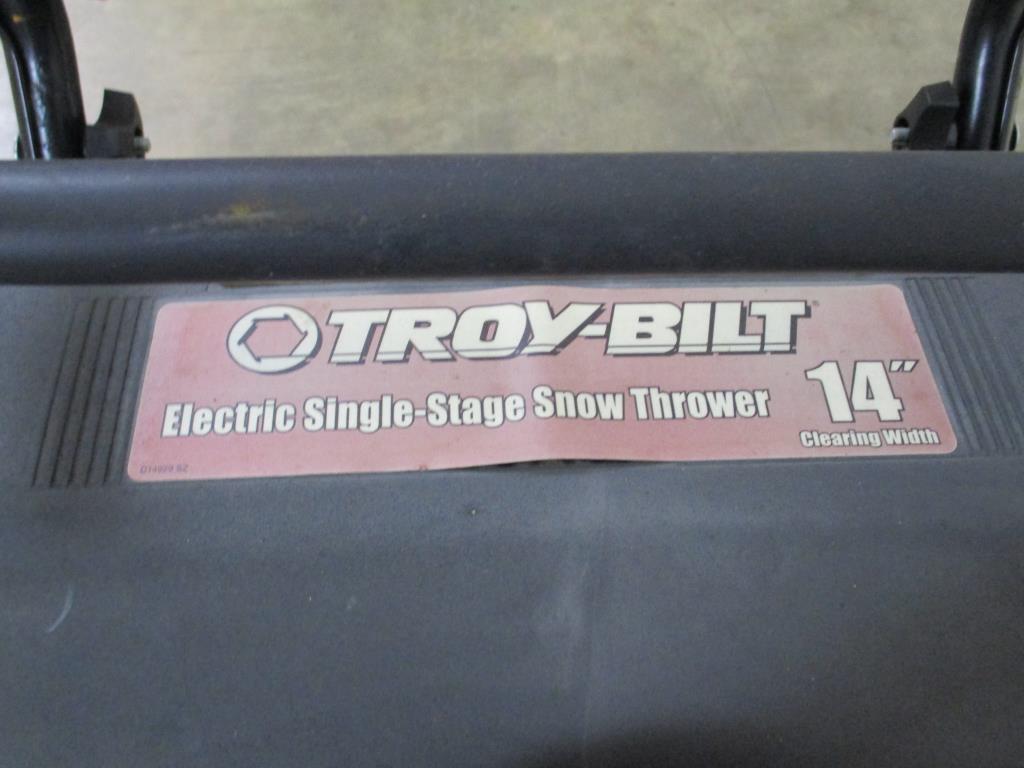 TROY-BILT
Electric Single-Stage Snow Thrower
14"
Clearing Width